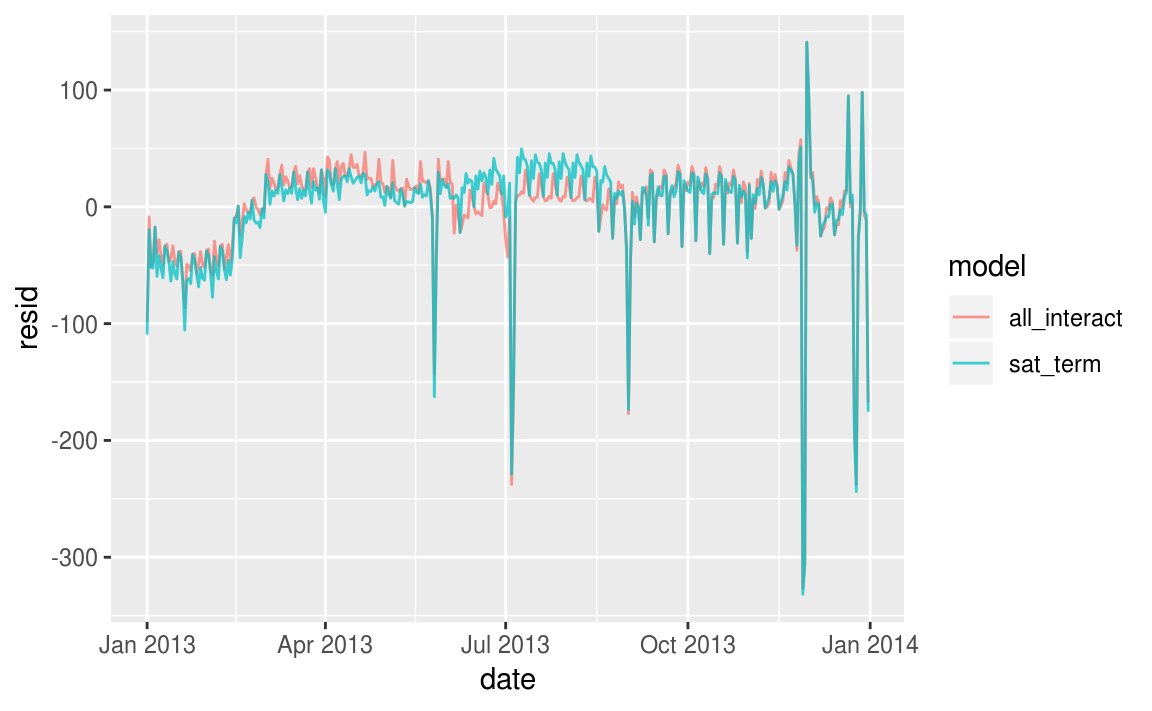 resid
100
0
-100
-200
-300
Jan 2013
Apr 2013
Jul 2013
Oct 2013
Jan 2014
date
model
all_interact
sat_term